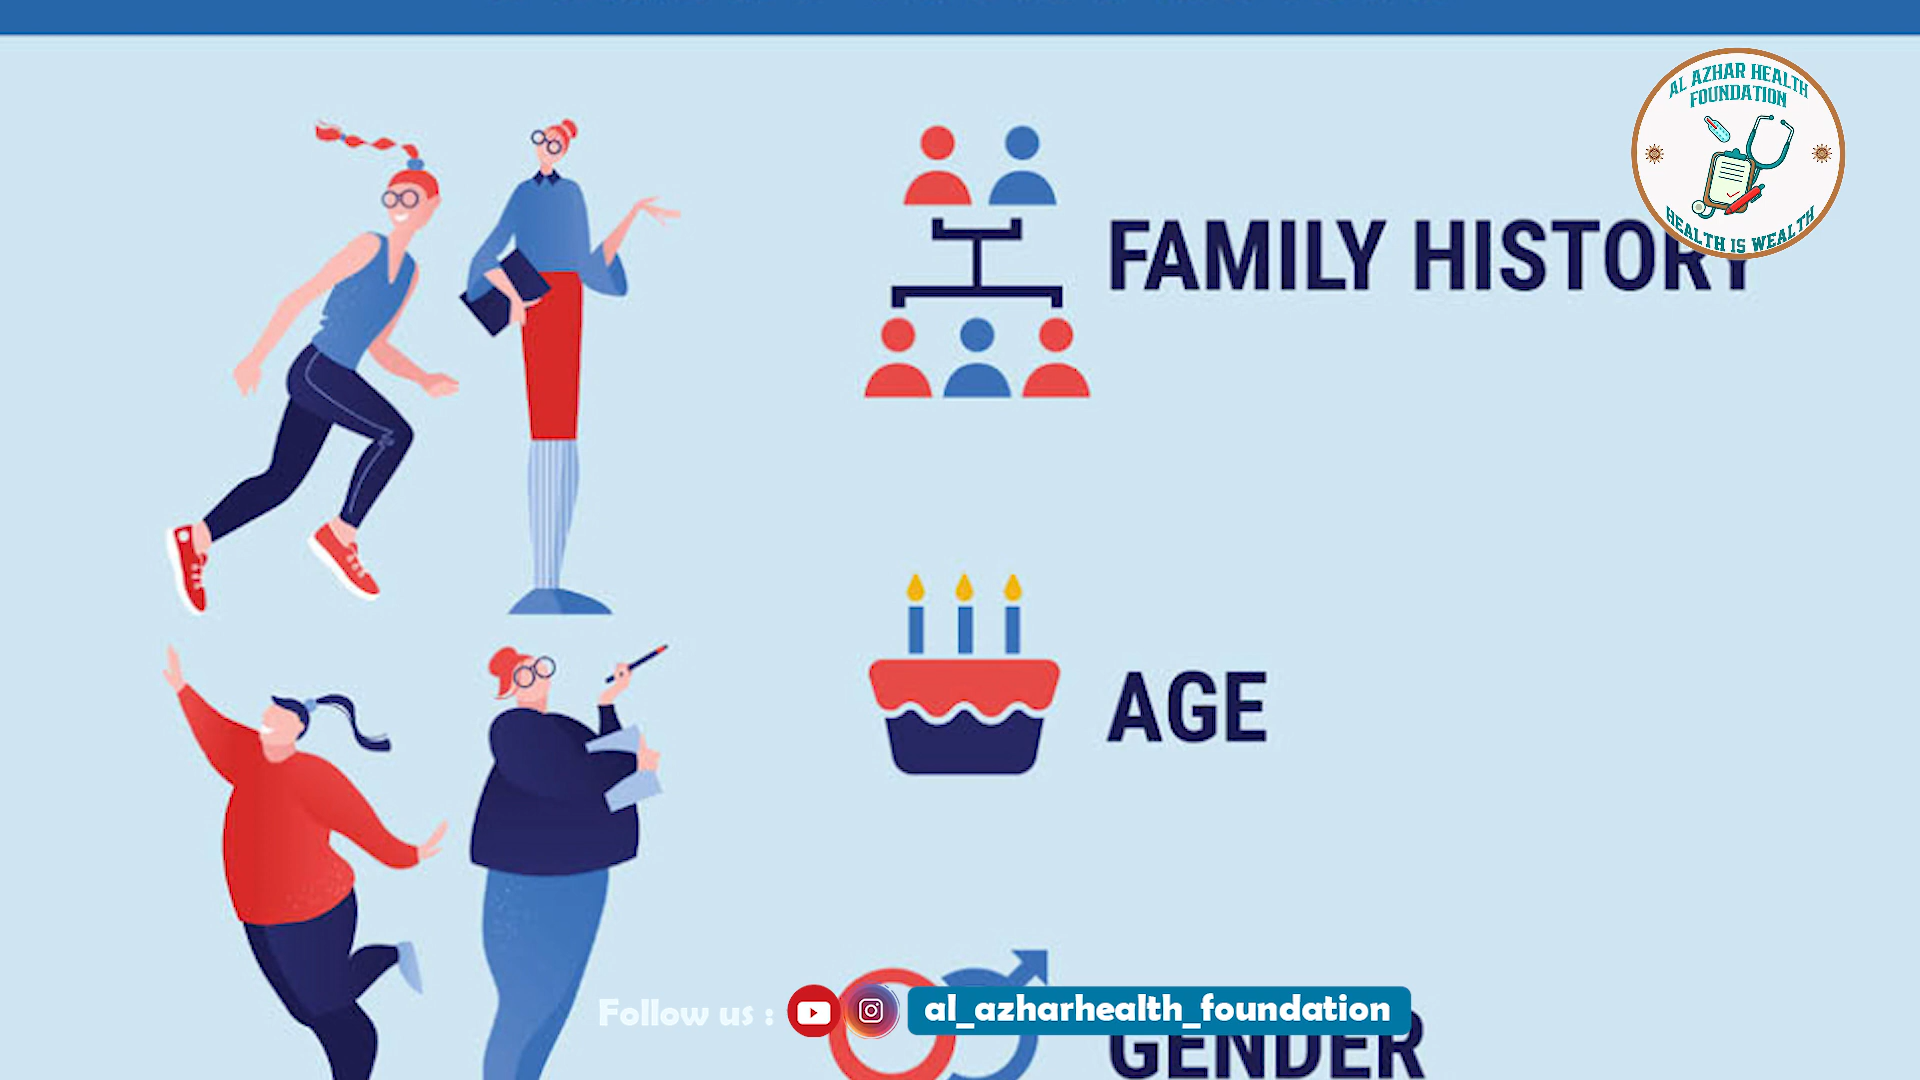 AL AZHAR HEALTH
FOUNDATION
HEALTH IS WEALTH
FAMILY HISTORY
AGE
GENDER
Follow us :
al_azharhealth_foundation